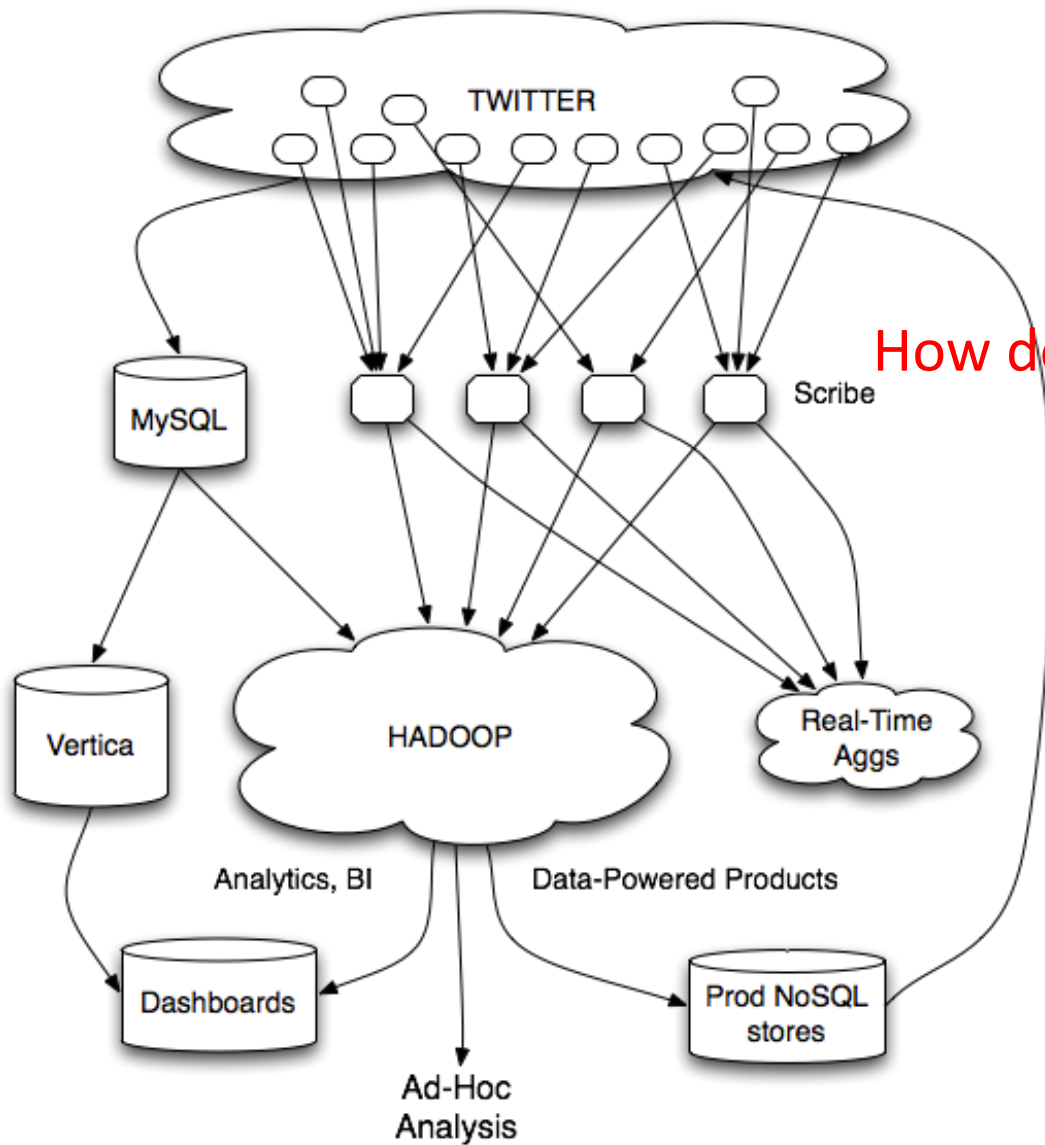 TWITTER
How d
Scribe
MySQL
Vertica
HADOOP
Real-Time
Aggs
Analytics, BI
Data-Powered Products
Dashboards
Prod NoSQL
stores
Ad-Hoc
Analysis